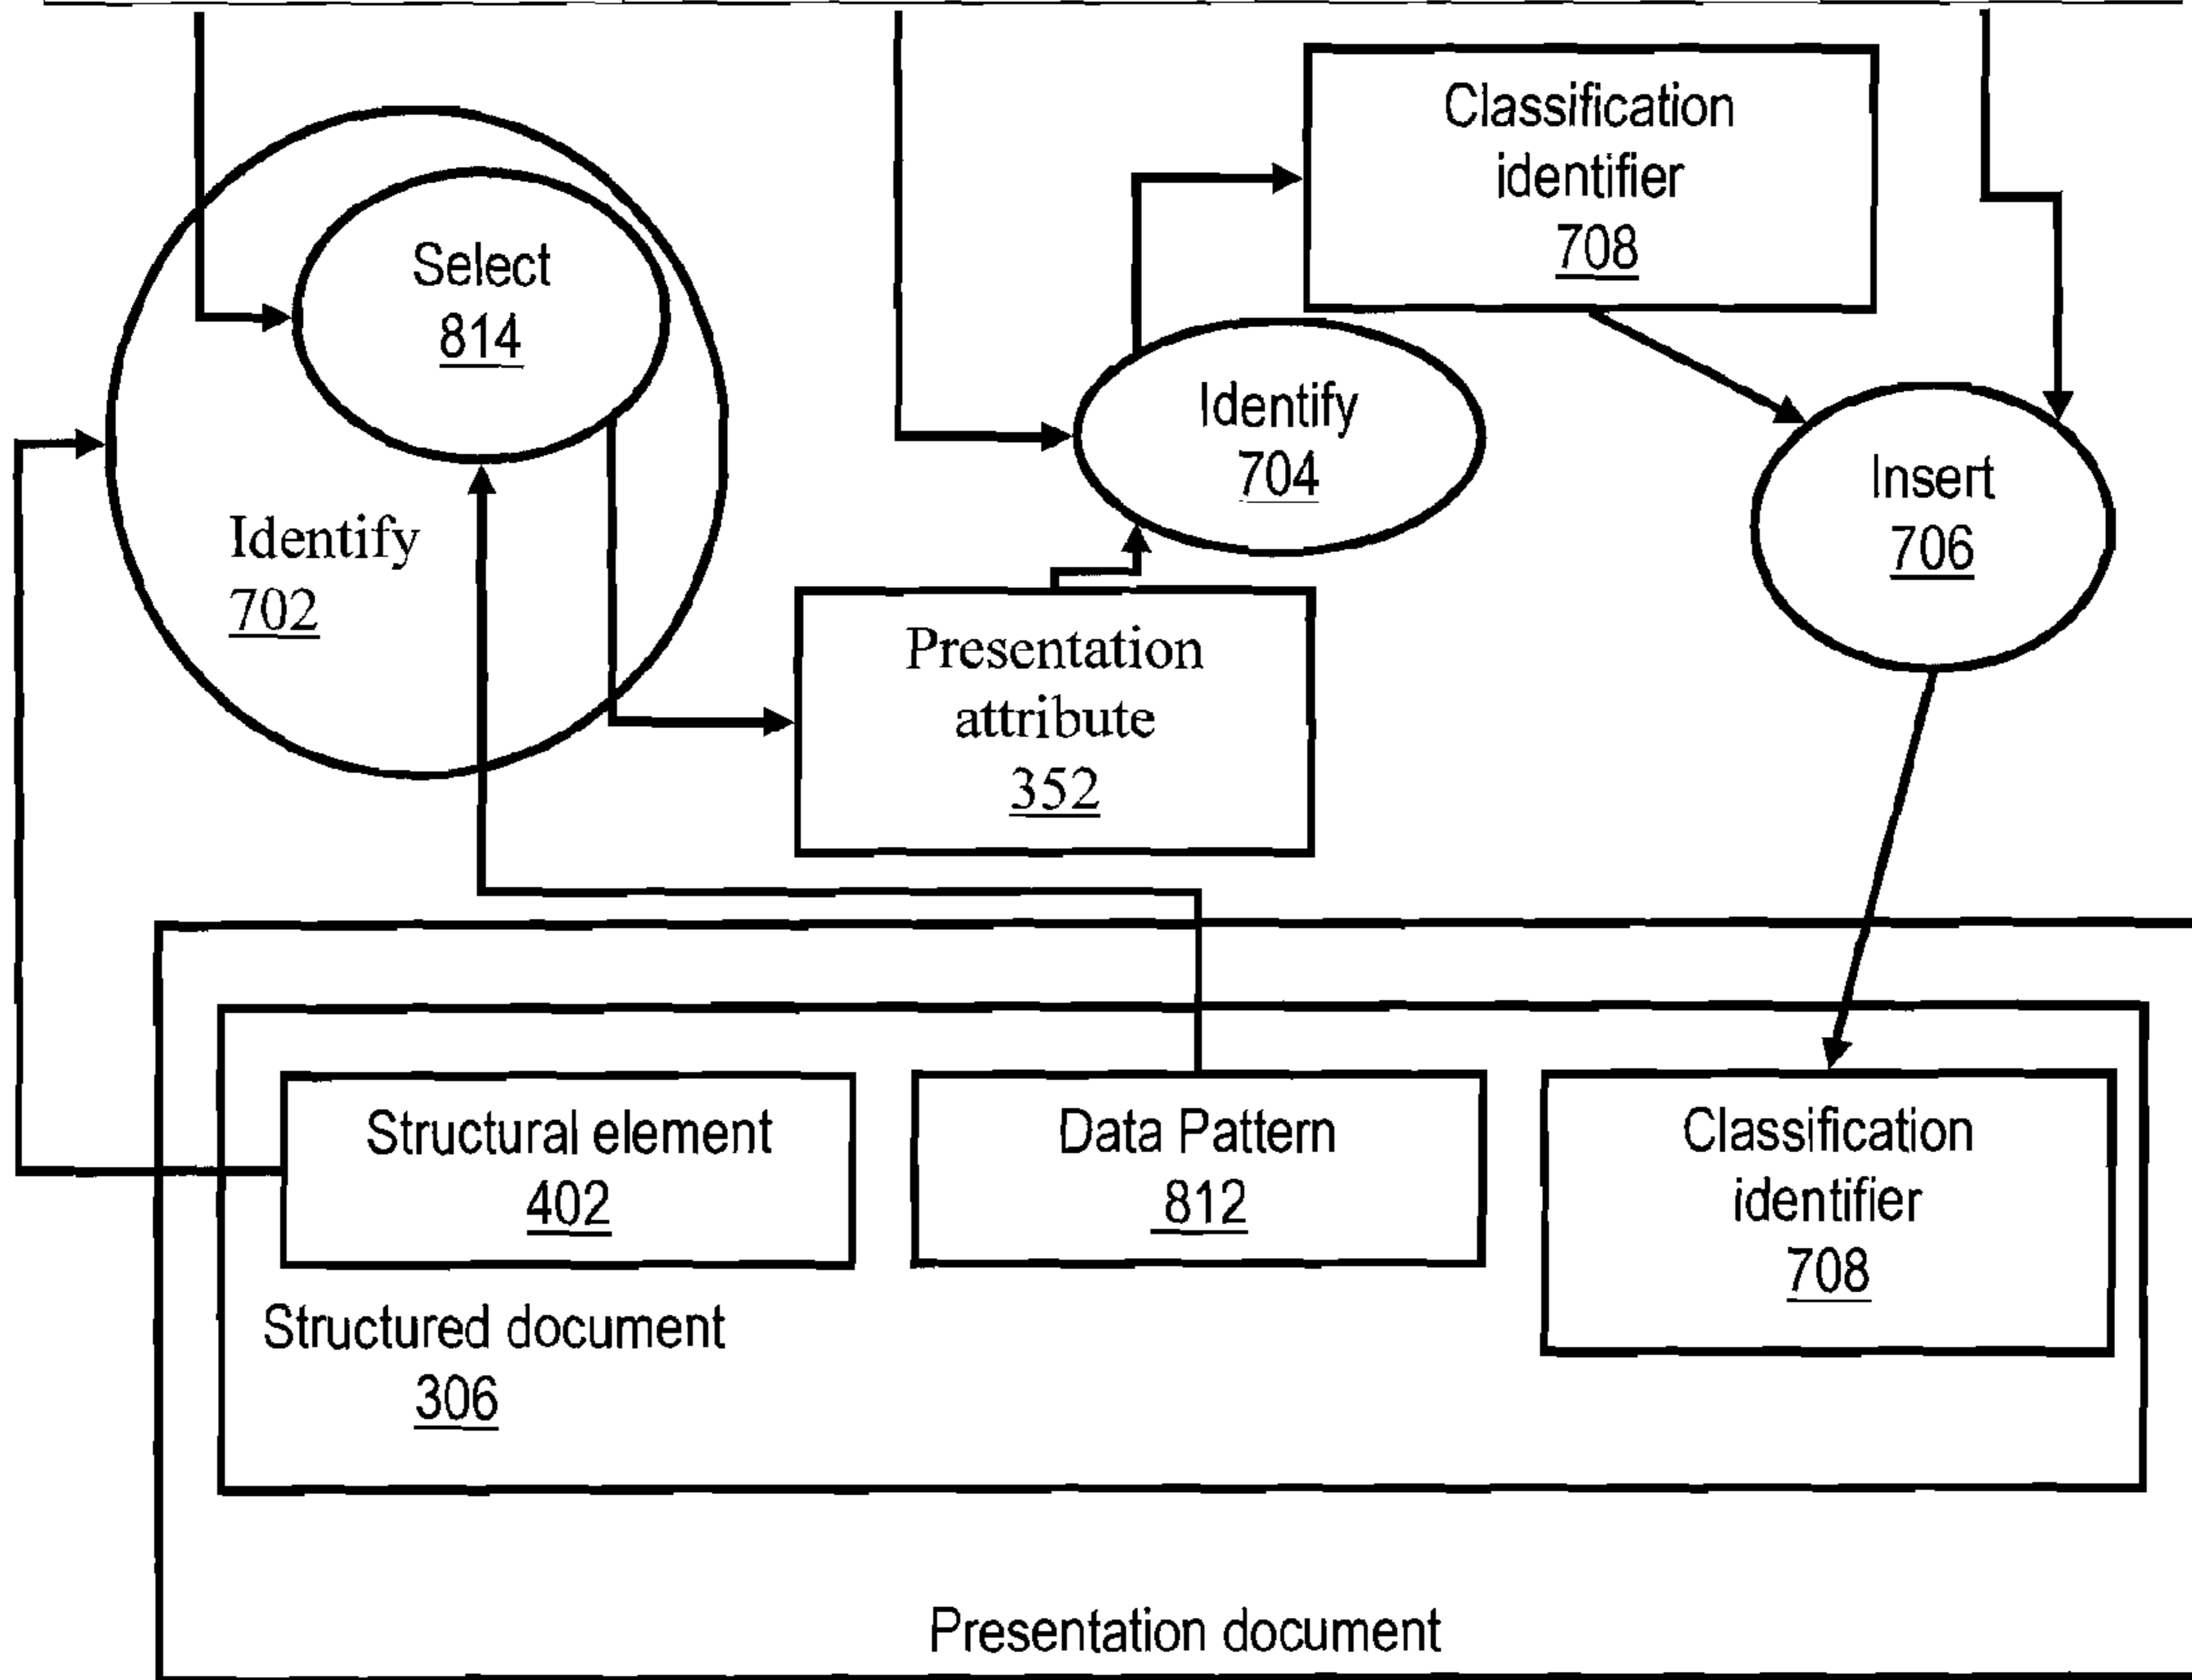 Classification
identifier
708
Select
814
Identify
704
Insert
706
Identify
702
Presentation
attribute
352
Structural element
402
Data Pattern
812
Classification
identifier
708
Structured document
306
Presentation document